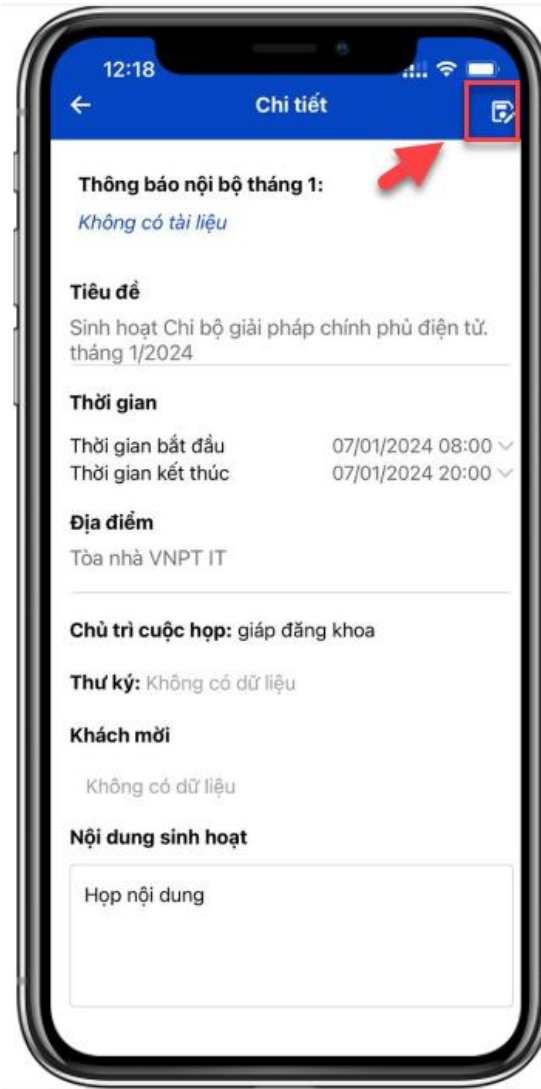 12:18
Chi tiết
Thông báo nội bộ tháng 1:
Không có tài liệu
Tiêu đề
Sinh hoạt Chi bộ giải pháp chính phủ điện tử.
tháng 1/2024
Thời gian
Thời gian bắt đầu 07/01/2024 08:00
Thời gian kết thúc 07/01/2024 20:00
Địa điểm
Tòa nhà VNPT IT
Chủ trì cuộc họp: giáp đăng khoa
Thư ký: Không có dữ liệu
Khách mời
Không có dữ liệu
Nội dung sinh hoạt
Họp nội dung